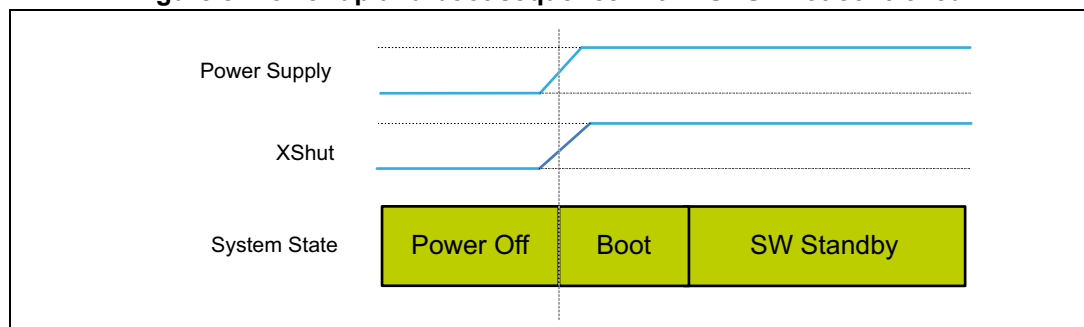 Power Supply
XShut
System State
Power Off
Boot
SW Standby